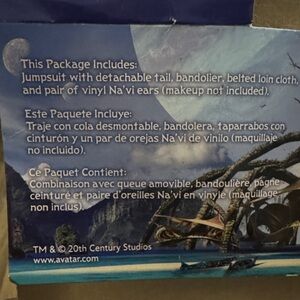 This Package Includes:
Jumpsuit with detachable tail, bandolier, belted loin cloth,
and pair of vinyl Na'vi ears (makeup not included).
Este Paquete Incluye:
Traje con cola desmontable, bandolera, taparrabos con
cinturón y un par de orejas Na'vi de vinilo (maquillaje
no incluido).
Ce Paquet Contient:
Combinaison avec queue amovible, bandoulière, pagne
ceinturé et paire d'oreilles Na'vi en vinyle (maquillage
non inclus).
TM & © 20th Century Studios
www.avatar.com